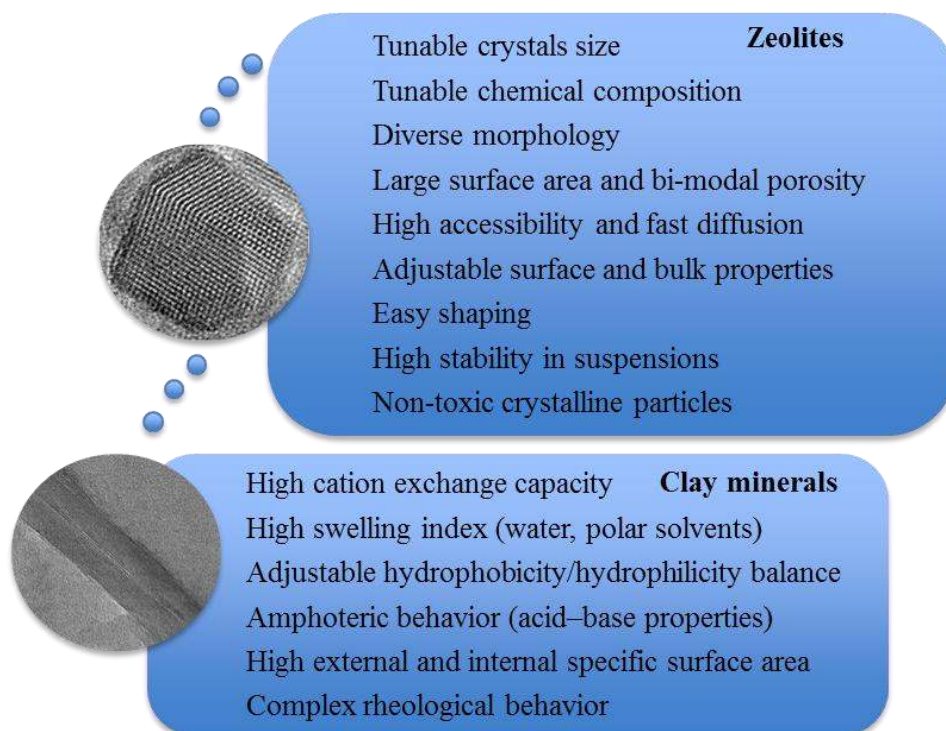 Tunable crystals size Zeolites
Tunable chemical composition
Diverse morphology
Large surface area and bi-modal porosity
High accessibility and fast diffusion
Adjustable surface and bulk properties
Easy shaping
High stability in suspensions
Non-toxic crystalline particles
High cation exchange capacity Clay minerals
High swelling index (water, polar solvents)
Adjustable hydrophobicity/hydrophilicity balance
Amphoteric behavior (acid–base properties)
High external and internal specific surface area
Complex rheological behavior